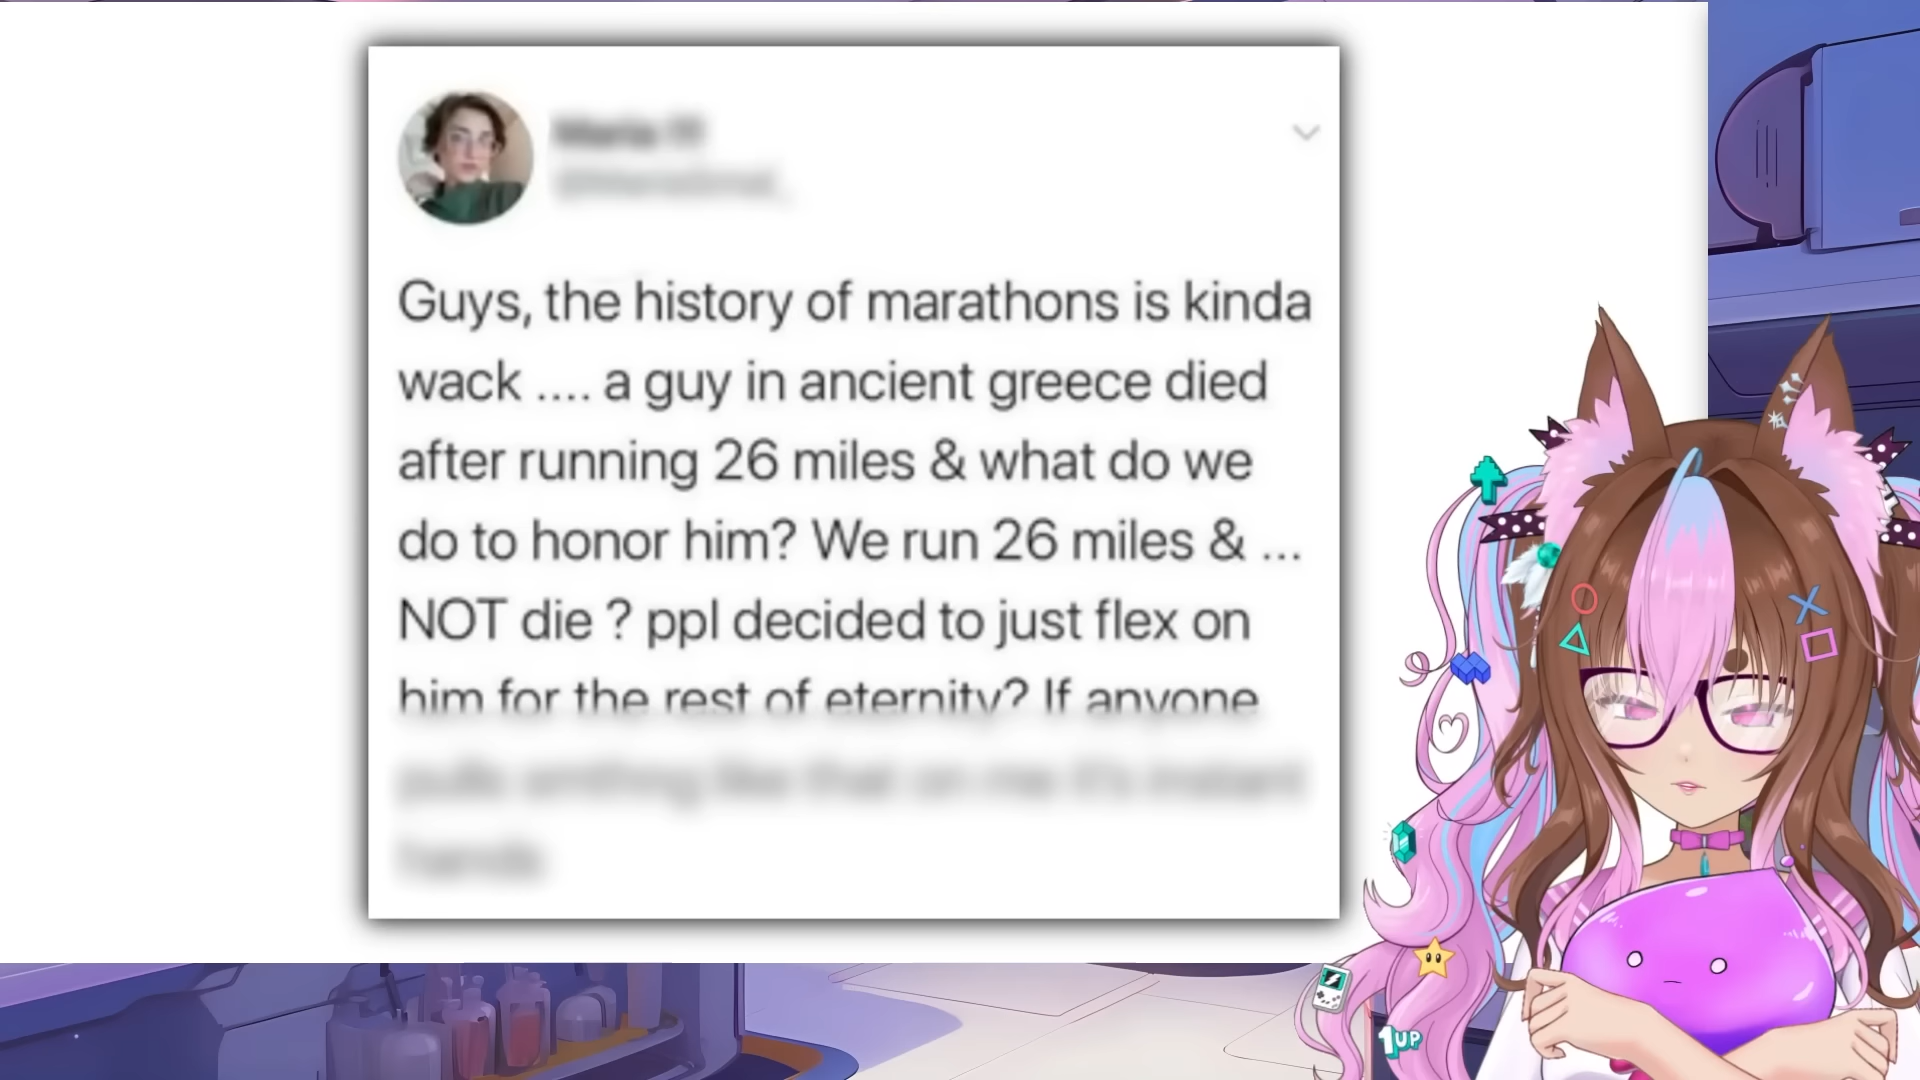 Guys, the history of marathons is kinda
wack .... a guy in ancient greece died
after running 26 miles & what do we
do to honor him? We run 26 miles & ...
NOT die ? ppl decided to just flex on
him for the rest of eternity? If anyone
1UP